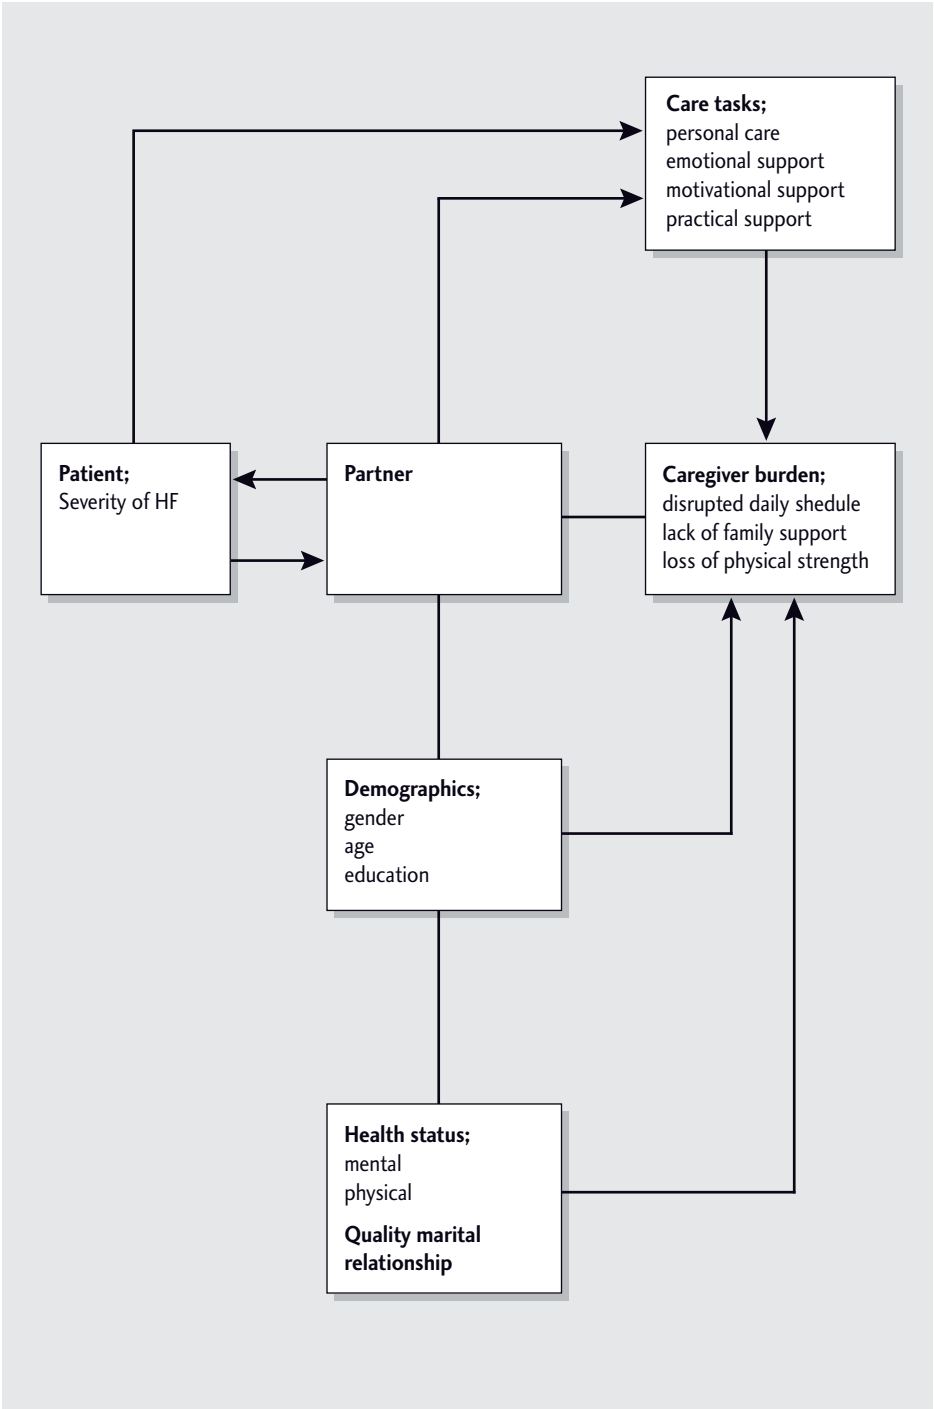 Care tasks;
personal care
emotional support
motivational support
practical support
Patient;
Severity of HF
Partner
Caregiver burden;
disrupted daily shedule
lack of family support
loss of physical strength
Demographics;
gender
age
education
Health status;
mental
physical
Quality marital
relationship